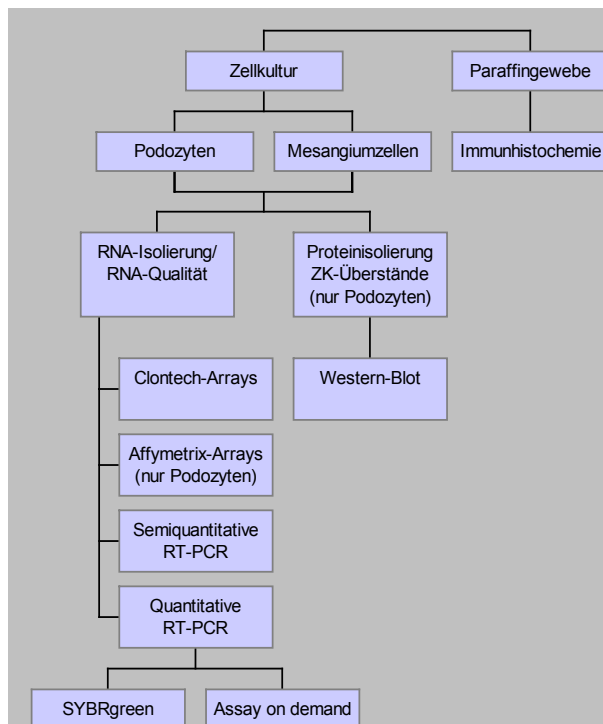 Zellkultur
Paraffingewebe
Podozyten
Mesangiumzellen
Immunhistochemie
RNA-Isolierung/
RNA-Qualität
Proteinisolierung
ZK-Überstände
(nur Podozyten)
Clontech-Arrays
Western-Blot
Affymetrix-Arrays
(nur Podozyten)
Semiquantitative
RT-PCR
Quantitative
RT-PCR
SYBRgreen
Assay on demand